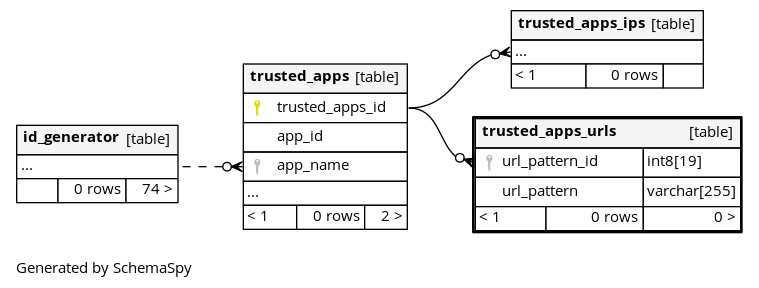 trusted_apps_ips [table]
...
< 1 0 rows
trusted_apps [table]
trusted_apps_id
app_id
app_name
...
< 1 0 rows 2 >
trusted_apps_urls [table]
url_pattern_id int8[19]
url_pattern varchar[255]
< 1 0 rows 0 >
id_generator [table]
...
0 rows 74 >
Generated by SchemaSpy